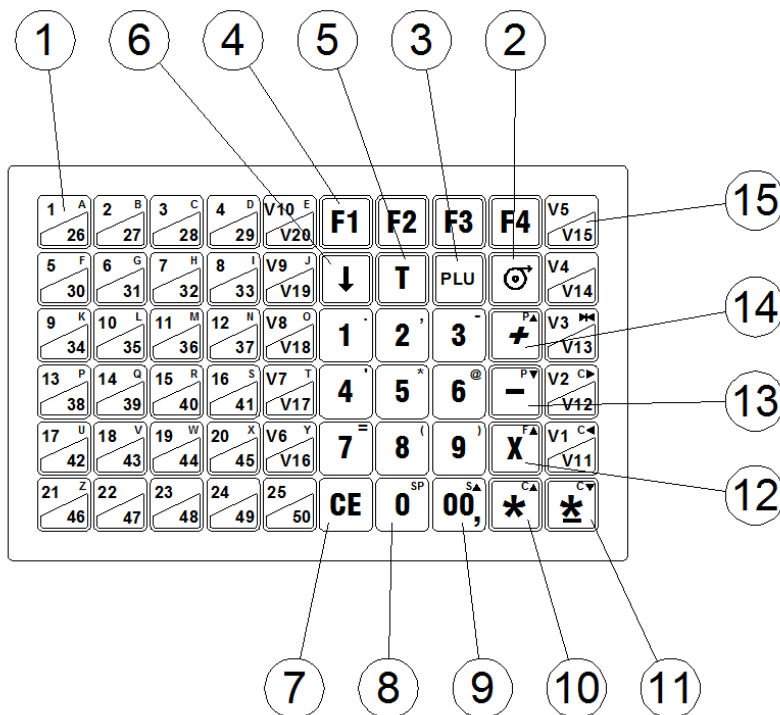 1 6 4 5 3 2
1 A 26 2 B 27 3 C 28 4 D 29 V10 E V20 F1 F2 F3 F4 V5 V15 15
5 F 30 6 G 31 7 H 32 8 I 33 V9 J V19 ↓ T PLU V4 V14
9 K 34 10 L 35 11 M 36 12 N 37 V8 O V18 1 . 2 , 3 - + P▲ V3 ⧓ V13 14
13 P 38 14 Q 39 15 R 40 16 S 41 V7 T V17 4 ' 5 * 6 @ − P▼ V2 C▶ V12 13
17 U 42 18 V 43 19 W 44 20 X 45 V6 Y V16 7 = 8 ( 9 ) X F▲ V1 C◀ V11 12
21 Z 46 22 47 23 48 24 49 25 50 CE 0 SP 00, S▲ * C▲ ± C▼
7 8 9 10 11